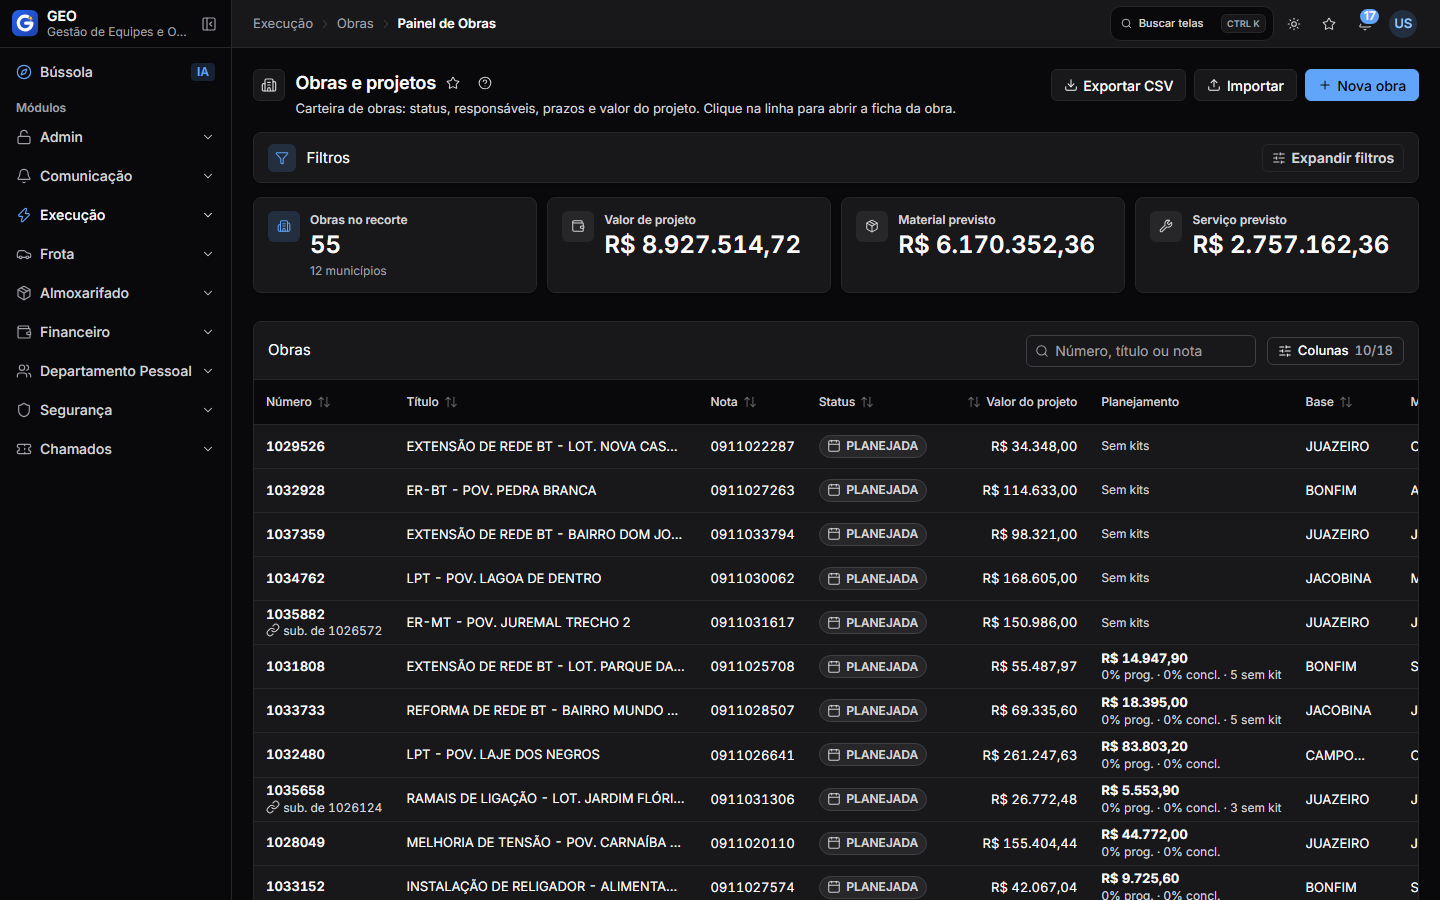 GEO
Gestão de Equipes e O...
Execução
Obras
Painel de Obras
Buscar telas
CTRL K
17
US
Bússola
IA
Módulos
Admin
Comunicação
Execução
Frota
Almoxarifado
Financeiro
Departamento Pessoal
Segurança
Chamados
Obras e projetos
Carteira de obras: status, responsáveis, prazos e valor do projeto. Clique na linha para abrir a ficha da obra.
Exportar CSV
Importar
Nova obra
Filtros
Expandir filtros
Obras no recorte
55
12 municípios
Valor de projeto
R$ 8.927.514,72
Material previsto
R$ 6.170.352,36
Serviço previsto
R$ 2.757.162,36
Obras
Número, título ou nota
Colunas 10/18
Número Título Nota Status Valor do projeto Planejamento Base M
1029526 EXTENSÃO DE REDE BT - LOT. NOVA CAS... 0911022287 PLANEJADA R$ 34.348,00 Sem kits JUAZEIRO
1032928 ER-BT - POV. PEDRA BRANCA 0911027263 PLANEJADA R$ 114.633,00 Sem kits BONFIM
1037359 EXTENSÃO DE REDE BT - BAIRRO DOM JO... 0911033794 PLANEJADA R$ 98.321,00 Sem kits JUAZEIRO
1034762 LPT - POV. LAGOA DE DENTRO 0911030062 PLANEJADA R$ 168.605,00 Sem kits JACOBINA
1035882 ER-MT - POV. JUREMAL TRECHO 2 0911031617 PLANEJADA R$ 150.986,00 Sem kits JUAZEIRO
sub. de 1026572
1031808 EXTENSÃO DE REDE BT - LOT. PARQUE DA... 0911025708 PLANEJADA R$ 55.487,97 R$ 14.947,90 BONFIM
0% prog. · 0% concl. · 5 sem kit
1033733 REFORMA DE REDE BT - BAIRRO MUNDO ... 0911028507 PLANEJADA R$ 69.335,60 R$ 18.395,00 JACOBINA
0% prog. · 0% concl. · 5 sem kit
1032480 LPT - POV. LAJE DOS NEGROS 0911026641 PLANEJADA R$ 261.247,63 R$ 83.803,20 CAMPO...
0% prog. · 0% concl.
1035658 RAMAIS DE LIGAÇÃO - LOT. JARDIM FLÓRI... 0911031306 PLANEJADA R$ 26.772,48 R$ 5.553,90 JUAZEIRO
sub. de 1026124 0% prog. · 0% concl. · 3 sem kit
1028049 MELHORIA DE TENSÃO - POV. CARNAÍBA ... 0911020110 PLANEJADA R$ 155.404,44 R$ 44.772,00 JUAZEIRO
0% prog. · 0% concl.
1033152 INSTALAÇÃO DE RELIGADOR - ALIMENTA... 0911027574 PLANEJADA R$ 42.067,04 R$ 9.725,60 BONFIM
0% prog. · 0% concl.